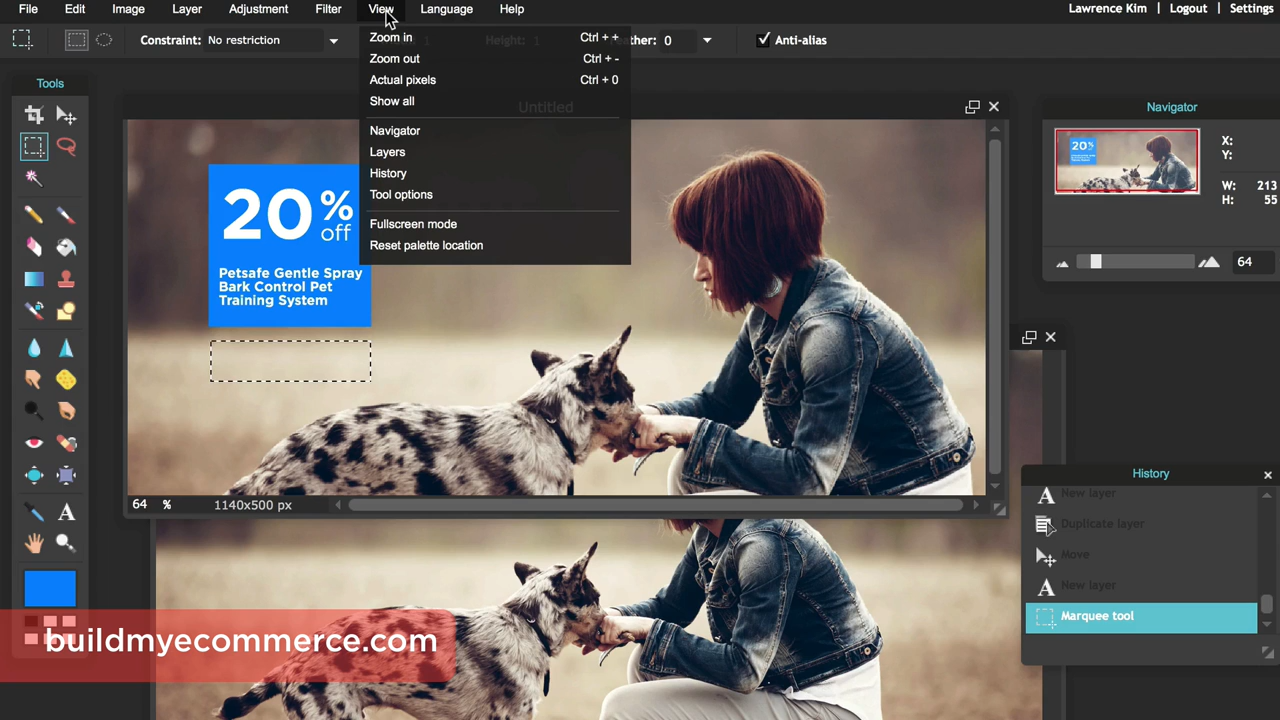 File Edit Image Layer Adjustment Filter View Language Help Lawrence Kim | Logout | Settings
Constraint: No restriction Height: 1 Feather: 0 Anti-alias
Tools
Zoom in Ctrl + +
Zoom out Ctrl + -
Actual pixels Ctrl + 0
Show all
Navigator
Layers
History
Tool options
Fullscreen mode
Reset palette location
Untitled
20%
off
Petsafe Gentle Spray
Bark Control Pet
Training System
64 % 1140x500 px
Navigator
X:
Y:
W: 213
H: 55
64
History
New layer
Duplicate layer
Move
New layer
Marquee tool
buildmyecommerce.com